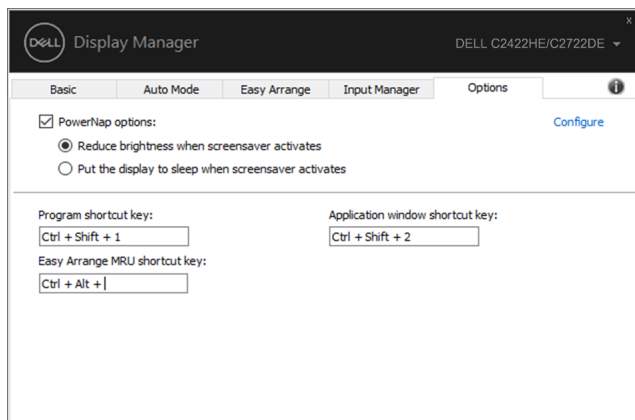 x
DELL Display Manager
DELL C2422HE/C2722DE
Basic Auto Mode Easy Arrange Input Manager Options i
PowerNap options: Configure
Reduce brightness when screensaver activates
Put the display to sleep when screensaver activates
Program shortcut key: Application window shortcut key:
Ctrl + Shift + 1 Ctrl + Shift + 2
Easy Arrange MRU shortcut key:
Ctrl + Alt +